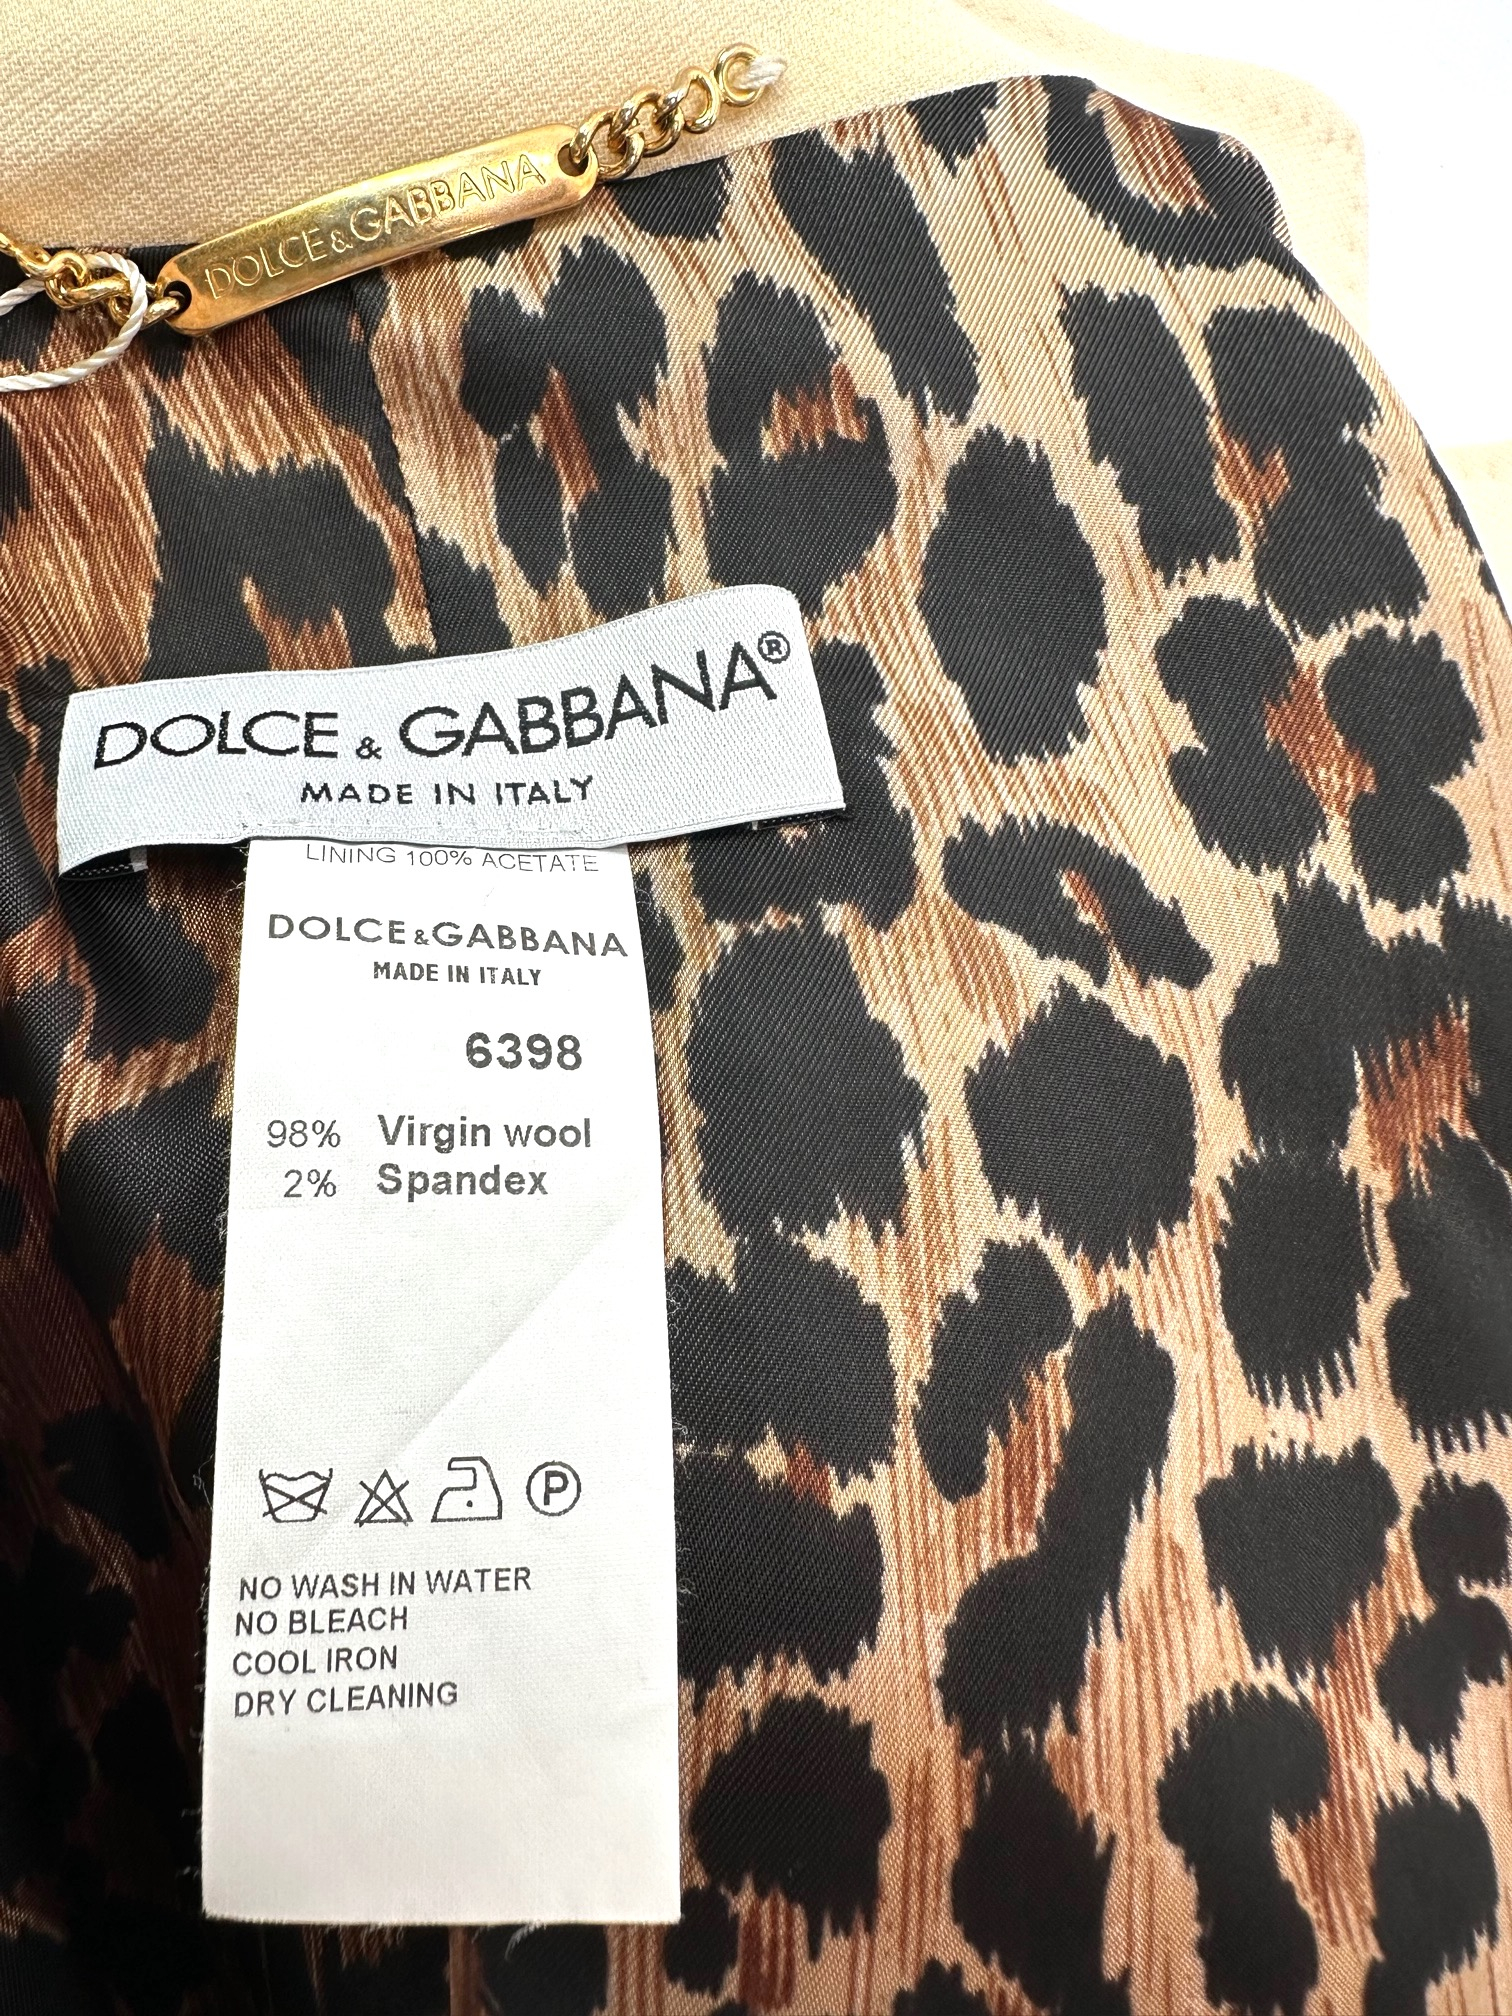 DOLCE&GABBANA
DOLCE & GABBANA®
MADE IN ITALY
LINING 100% ACETATE
DOLCE&GABBANA
MADE IN ITALY
6398
98% Virgin wool
2% Spandex
P
NO WASH IN WATER
NO BLEACH
COOL IRON
DRY CLEANING